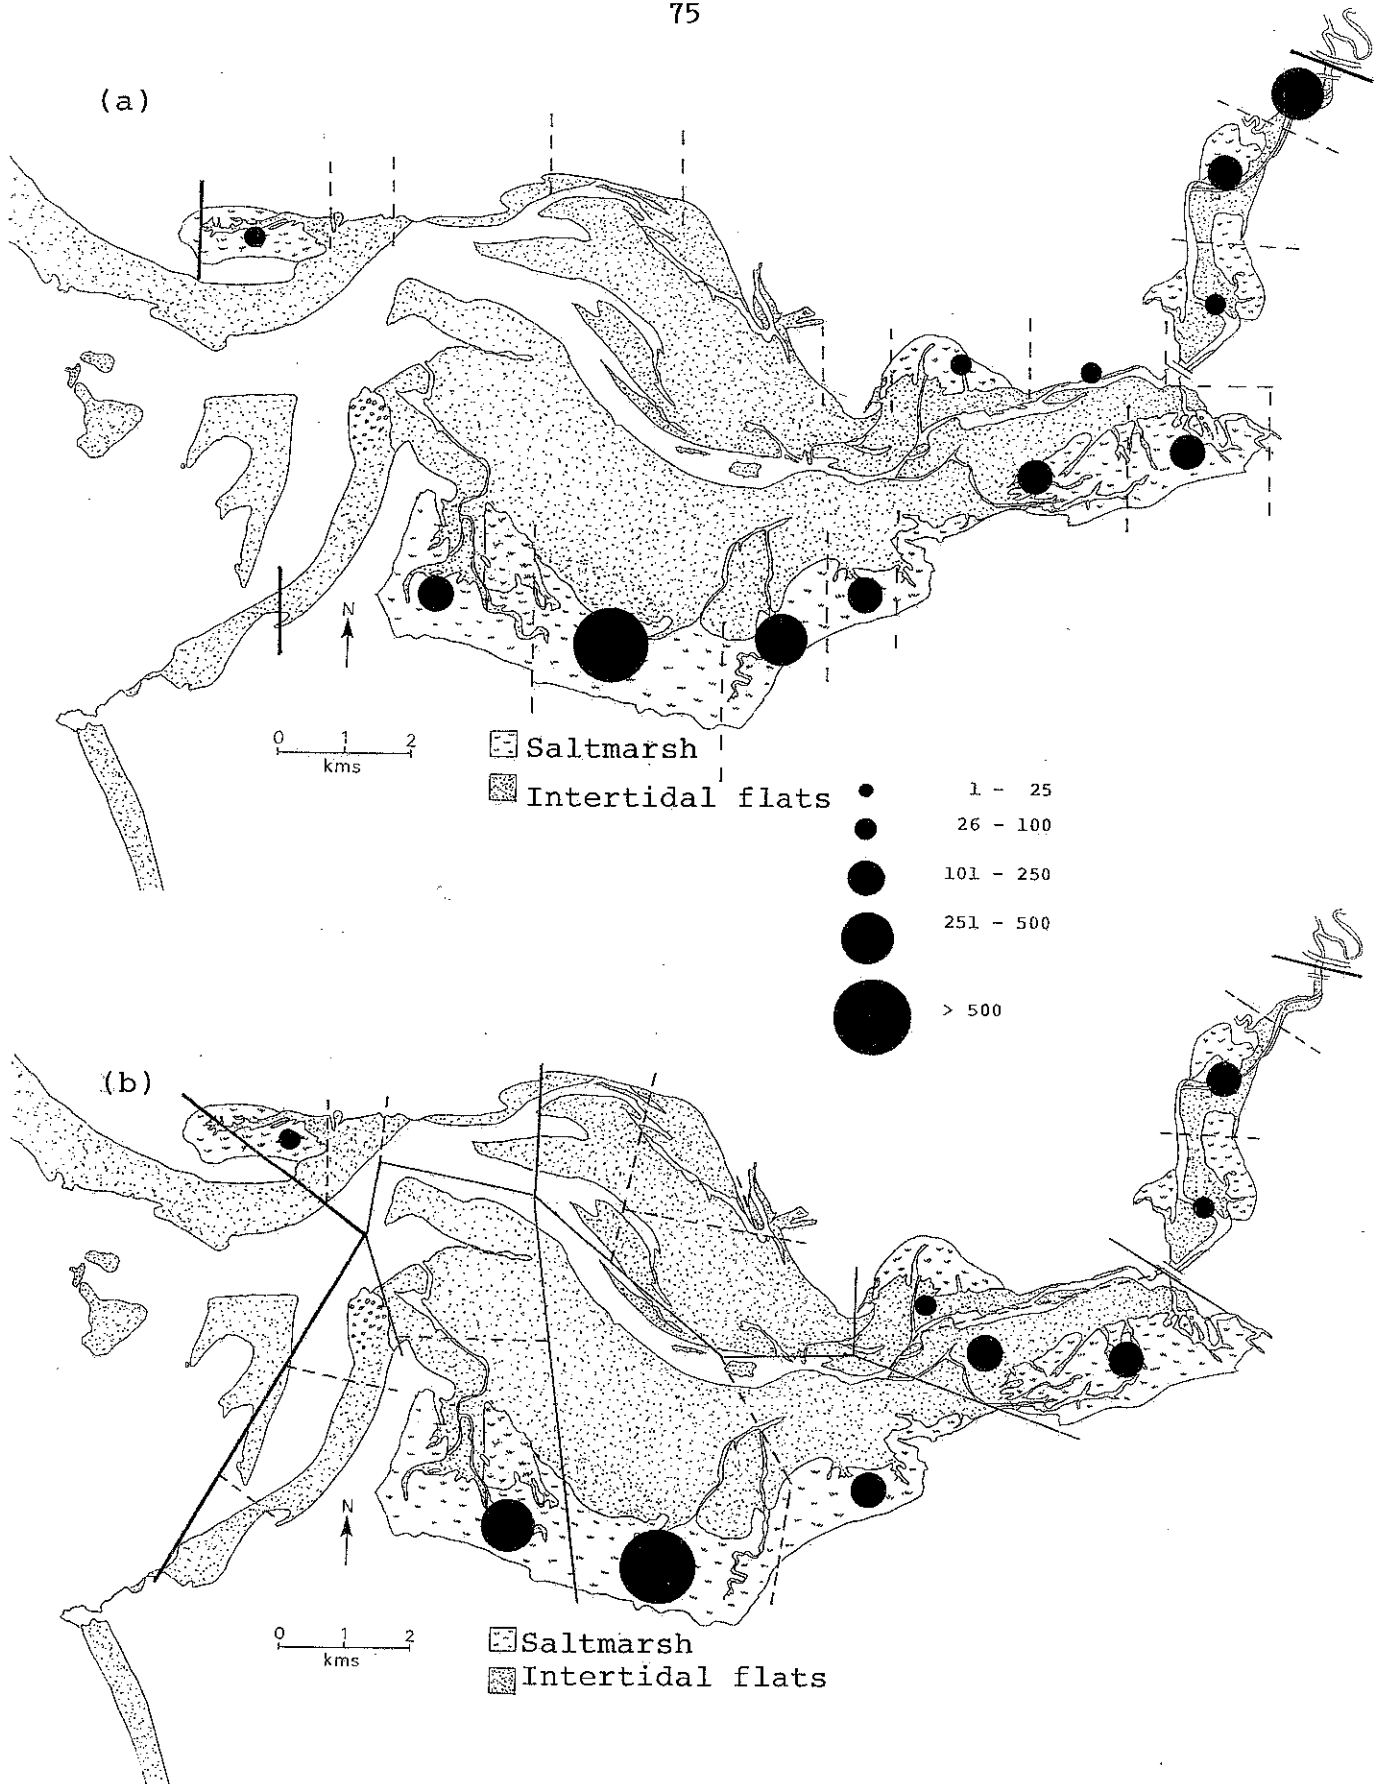 75
(a)
N
0 1 2
kms
Saltmarsh
Intertidal flats
1 - 25
26 - 100
101 - 250
251 - 500
> 500
(b)
N
0 1 2
kms
Saltmarsh
Intertidal flats